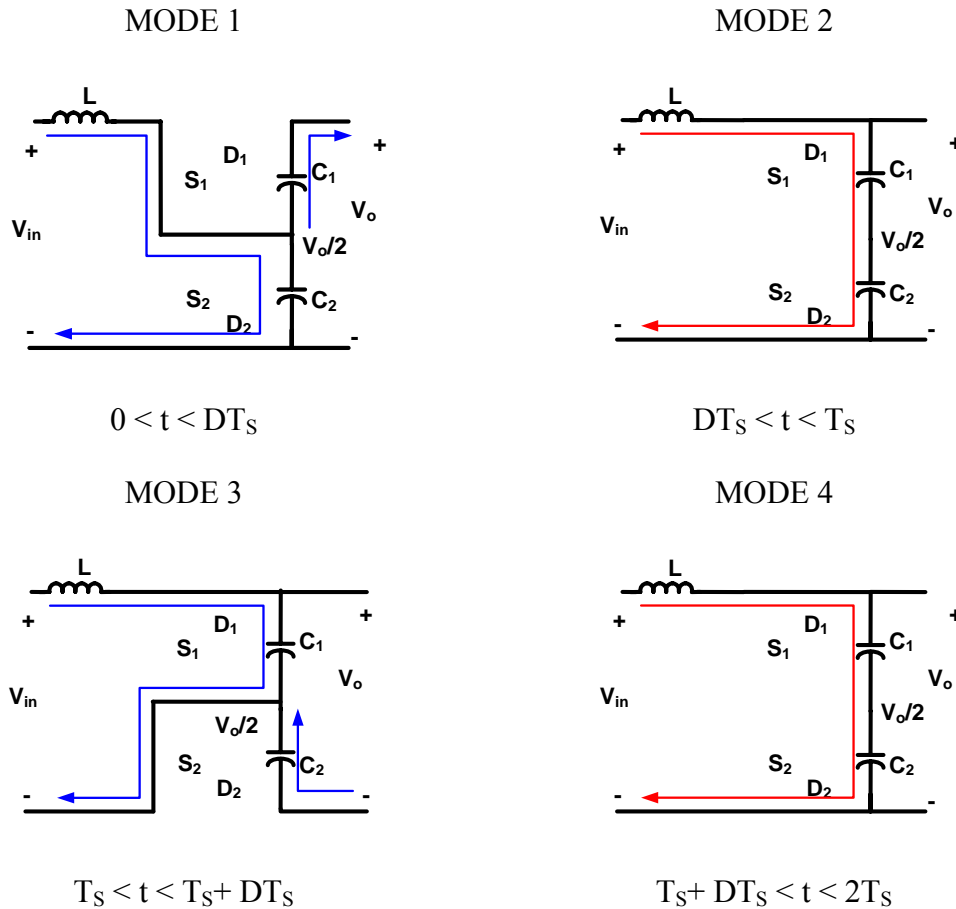 MODE 1
L
+
D1
S1
C1
+
Vin
Vo
Vo/2
S2
C2
-
D2
-
0 < t < DTS
MODE 2
L
+
D1
S1
C1
+
Vin
Vo
Vo/2
S2
C2
-
D2
-
DTS < t < TS
MODE 3
L
+
D1
S1
C1
+
Vin
Vo
Vo/2
S2
C2
-
D2
-
TS < t < TS+ DTS
MODE 4
L
+
D1
S1
C1
+
Vin
Vo
Vo/2
S2
C2
-
D2
-
TS+ DTS < t < 2TS